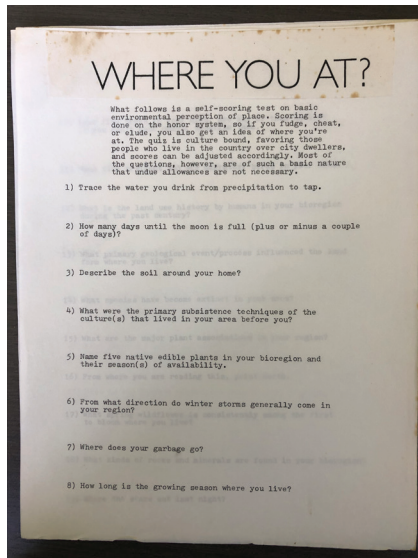 WHERE YOU AT?
What follows is a self-scoring test on basic
environmental perception of place. Scoring is
done on the honor system, so if you fudge, cheat,
or elude, you also get an idea of where you're
at. The quiz is culture bound, favoring those
people who live in the country over city dwellers,
and scores can be adjusted accordingly. Most of
the questions, however, are of such a basic nature
that undue allowances are not necessary.
1) Trace the water you drink from precipitation to tap.
2) How many days until the moon is full (plus or minus a couple
of days)?
3) Describe the soil around your home?
4) What were the primary subsistence techniques of the
culture(s) that lived in your area before you?
5) Name five native edible plants in your bioregion and
their season(s) of availability.
6) From what direction do winter storms generally come in
your region?
7) Where does your garbage go?
8) How long is the growing season where you live?